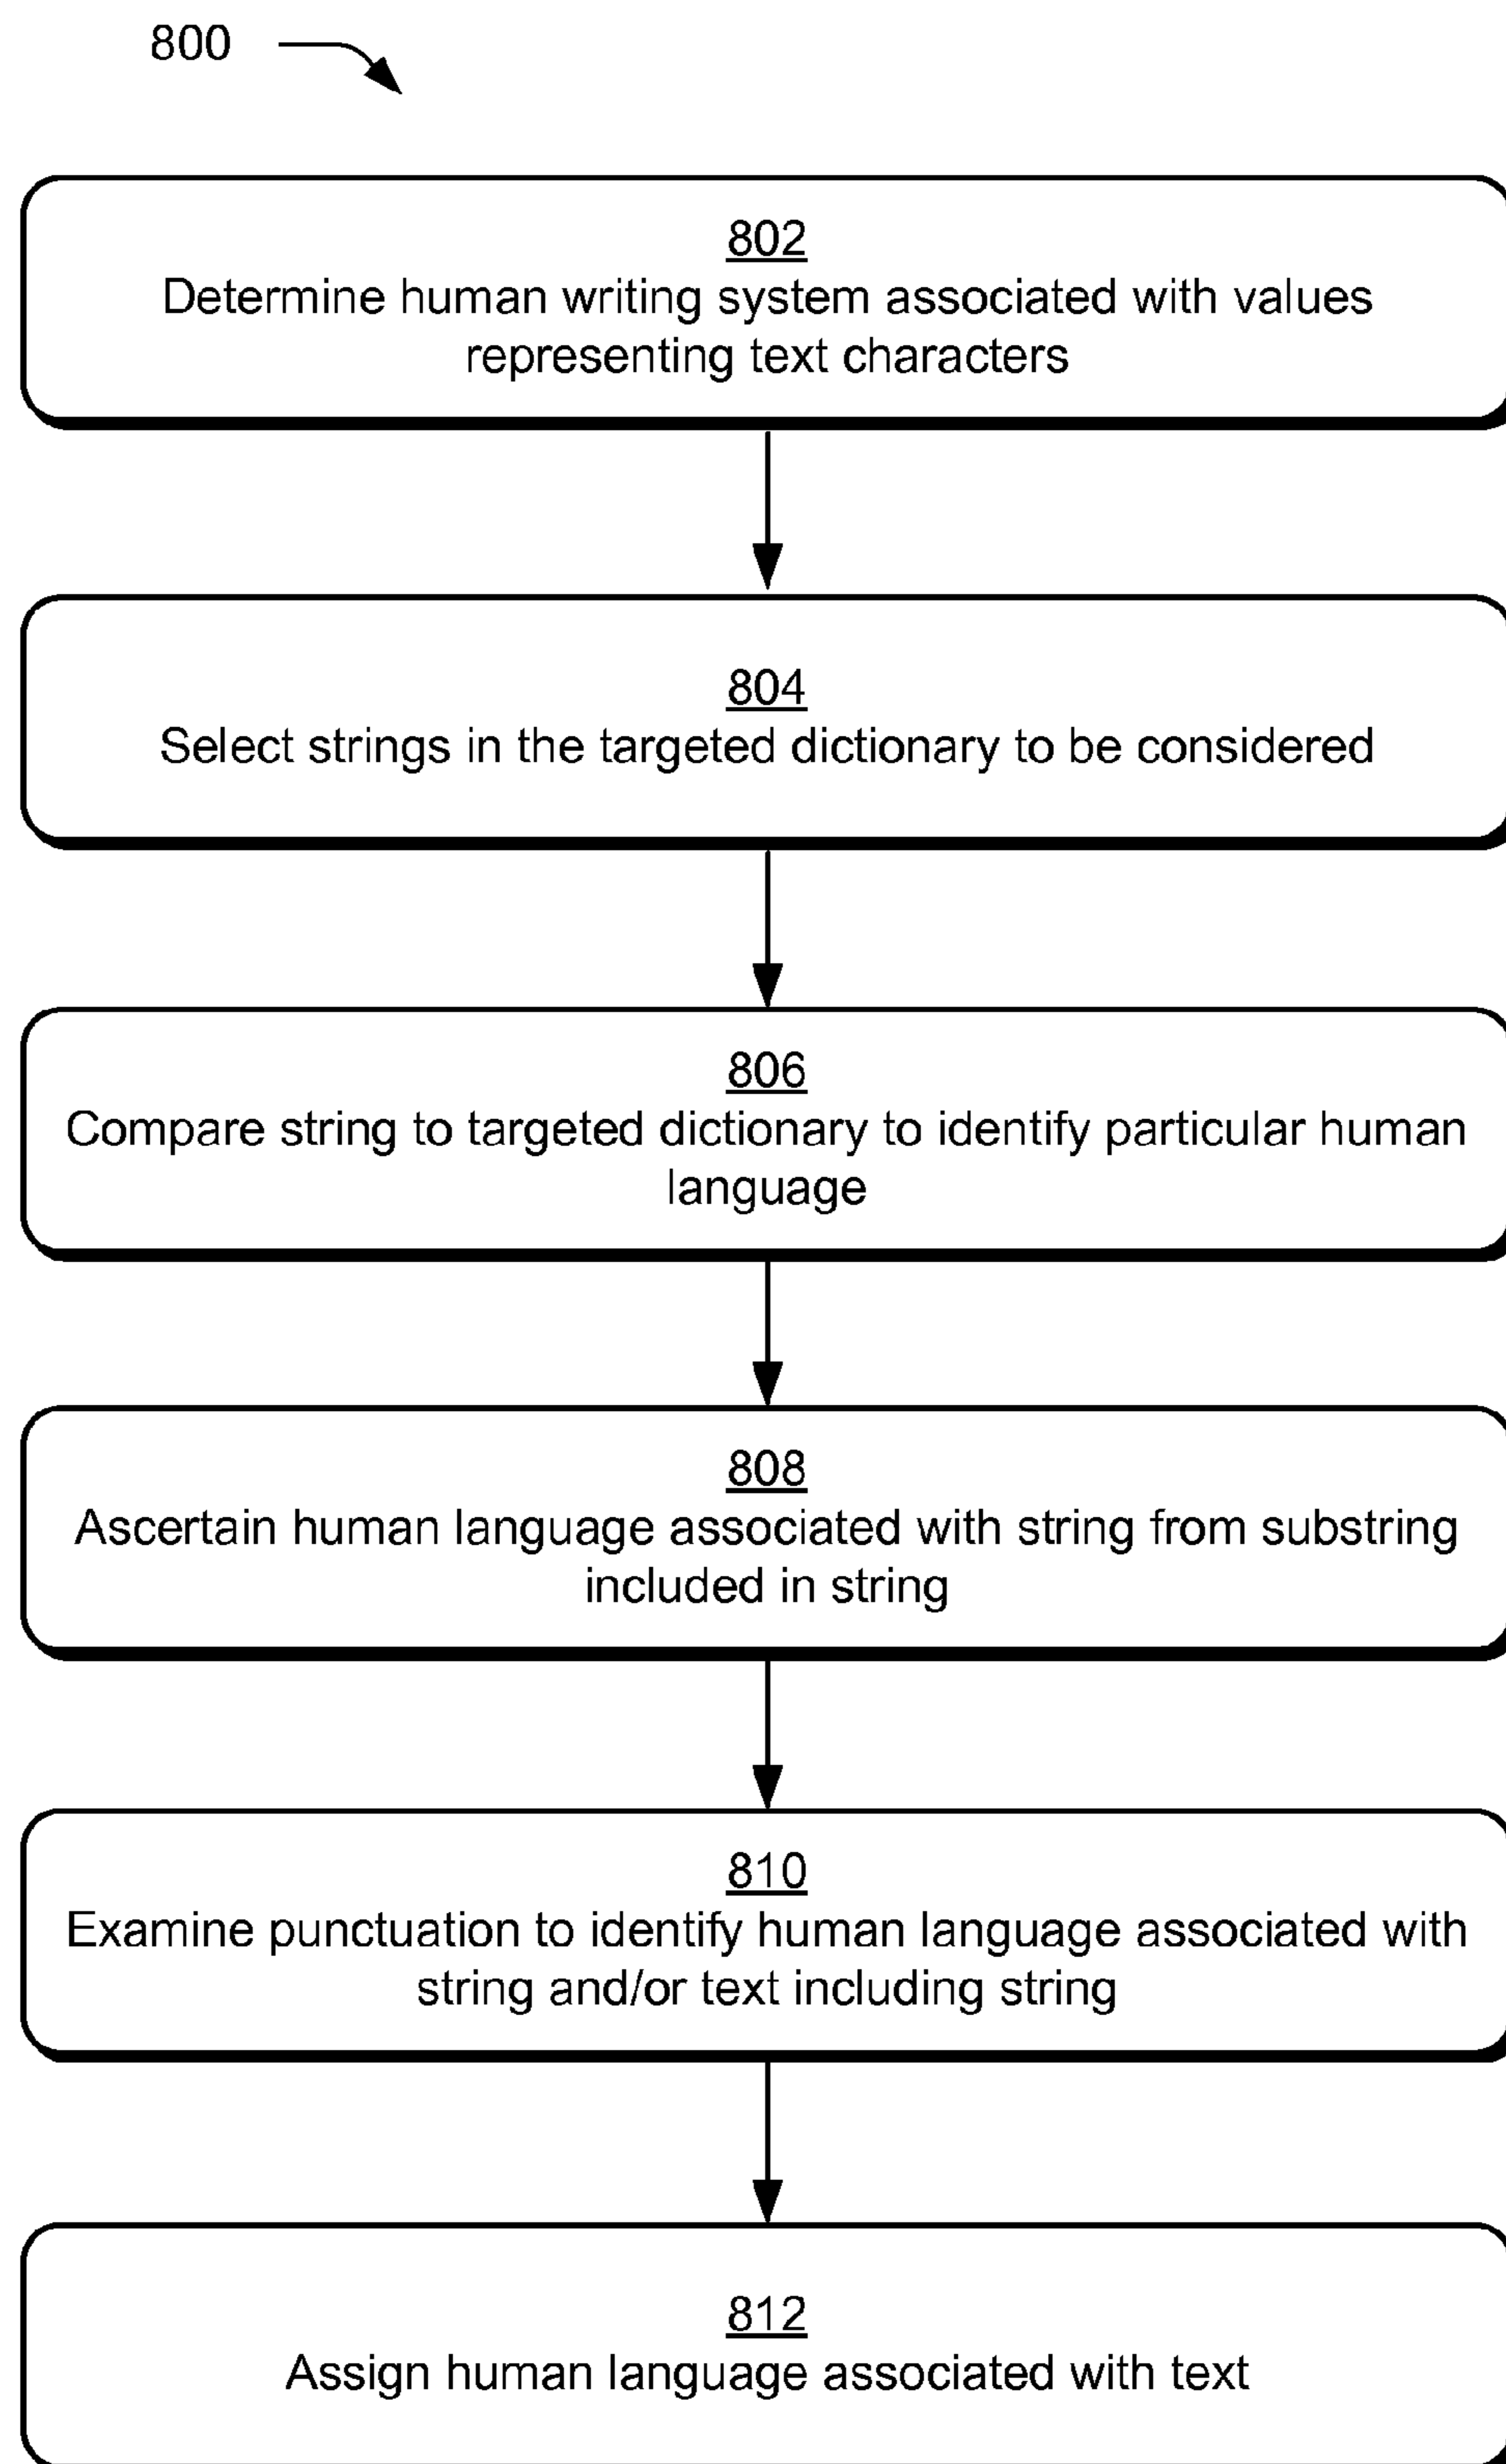 800
802
Determine human writing system associated with values
representing text characters
804
Select strings in the targeted dictionary to be considered
806
Compare string to targeted dictionary to identify particular human
language
808
Ascertain human language associated with string from substring
included in string
810
Examine punctuation to identify human language associated with
string and/or text including string
812
Assign human language associated with text